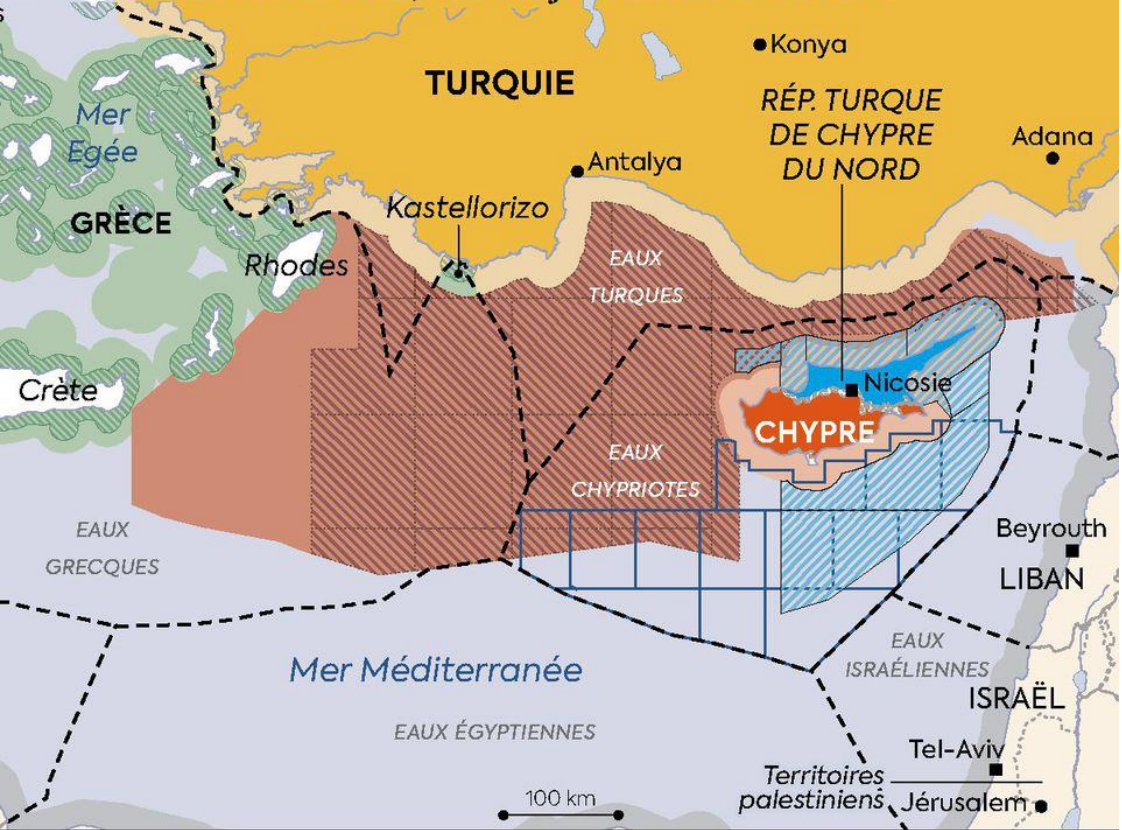 Konya
TURQUIE
RÉP. TURQUE
DE CHYPRE
DU NORD
Mer
Egée
Adana
Antalya
Kastellorizo
GRÈCE
Rhodes
EAUX
TURQUES
Crète
Nicosie
CHYPRE
EAUX
CHYPRIOTES
EAUX
GRECQUES
Beyrouth
LIBAN
EAUX
ISRAÉLIENNES
Mer Méditerranée
ISRAËL
EAUX ÉGYPTIENNES
Tel-Aviv
Territoires
palestiniens
Jérusalem
100 km